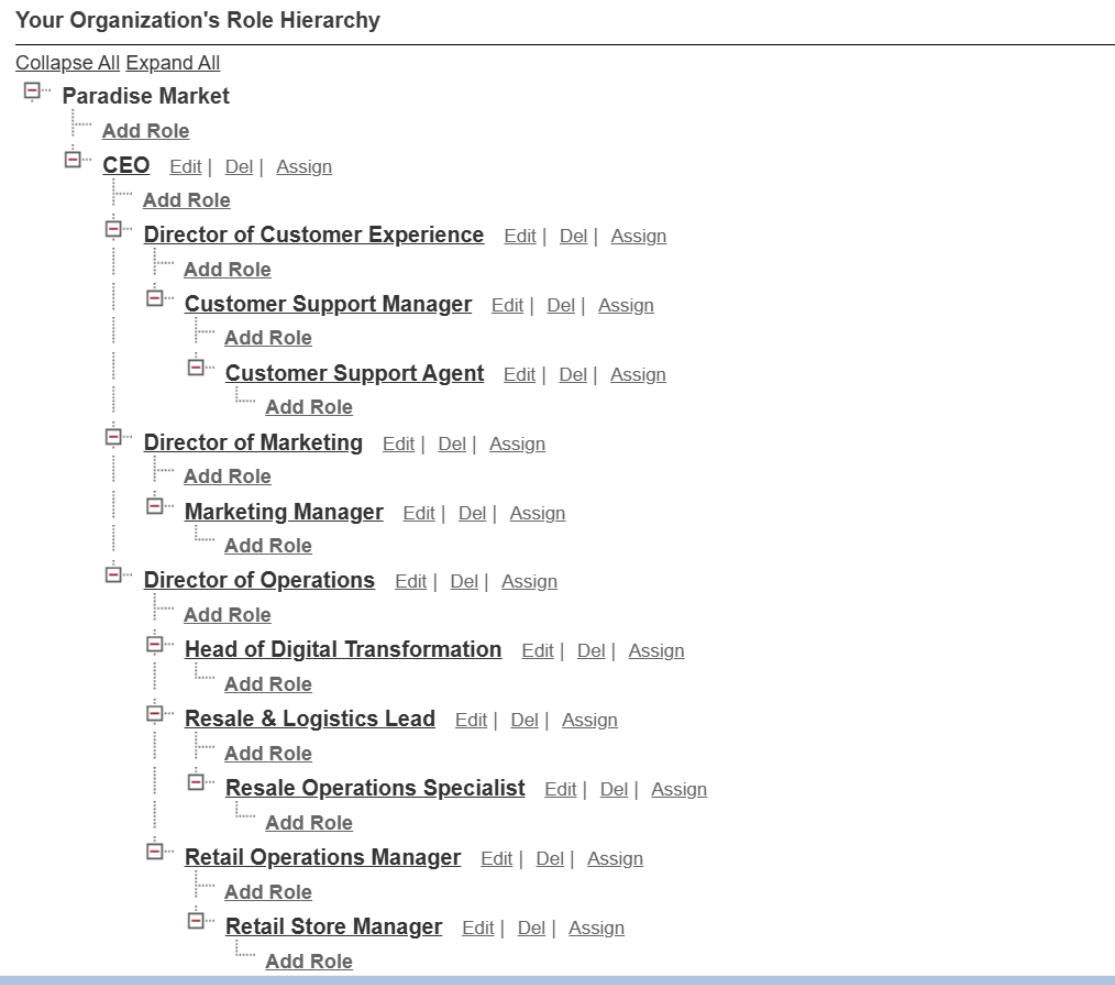 Your Organization's Role Hierarchy
Collapse All Expand All
Paradise Market
Add Role
CEO Edit | Del | Assign
Add Role
Director of Customer Experience Edit | Del | Assign
Add Role
Customer Support Manager Edit | Del | Assign
Add Role
Customer Support Agent Edit | Del | Assign
Add Role
Director of Marketing Edit | Del | Assign
Add Role
Marketing Manager Edit | Del | Assign
Add Role
Director of Operations Edit | Del | Assign
Add Role
Head of Digital Transformation Edit | Del | Assign
Add Role
Resale & Logistics Lead Edit | Del | Assign
Add Role
Resale Operations Specialist Edit | Del | Assign
Add Role
Retail Operations Manager Edit | Del | Assign
Add Role
Retail Store Manager Edit | Del | Assign
Add Role